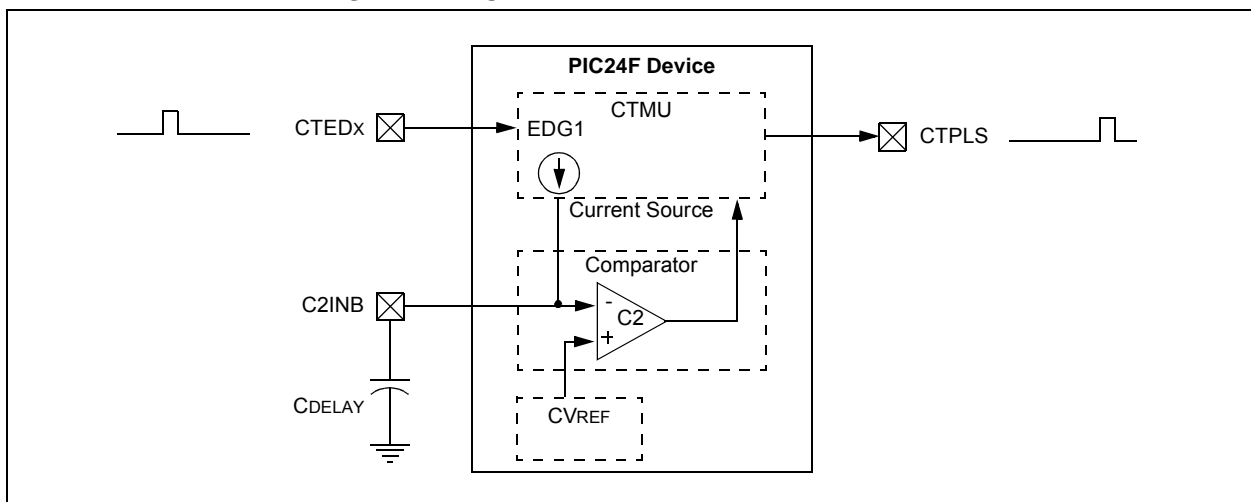 PIC24F Device
CTMU
CTEDX
EDG1
CTPLS
Current Source
Comparator
C2INB
-
C2
+
CDELAY
CVREF